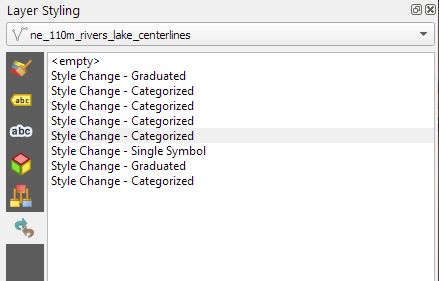 Layer Styling
ne_110m_rivers_lake_centerlines
<empty>
Style Change - Graduated
Style Change - Categorized
Style Change - Categorized
Style Change - Categorized
Style Change - Categorized
Style Change - Single Symbol
Style Change - Graduated
Style Change - Categorized
abc
abc